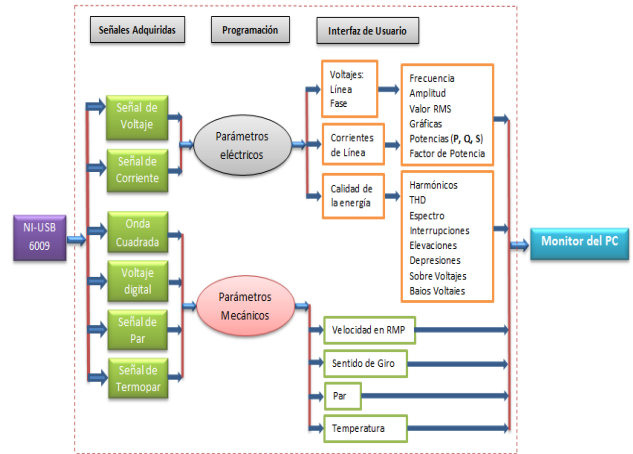 Señales Adquiridas
Programación
Interfaz de Usuario
NI-USB
6009
Señal de
Voltaje
Señal de
Corriente
Onda
Cuadrada
Voltaje
digital
Señal de
Par
Señal de
Termopar
Parámetros
eléctricos
Parámetros
Mecánicos
Voltajes:
Línea
Fase
Corrientes
de Línea
Calidad de
la energía
Frecuencia
Amplitud
Valor RMS
Gráficas
Potencias (P, Q, S)
Factor de Potencia
Harmónicos
THD
Espectro
Interrupciones
Elevaciones
Depresiones
Sobre Voltajes
Bajos Voltajes
Velocidad en RMP
Sentido de Giro
Par
Temperatura
Monitor del PC